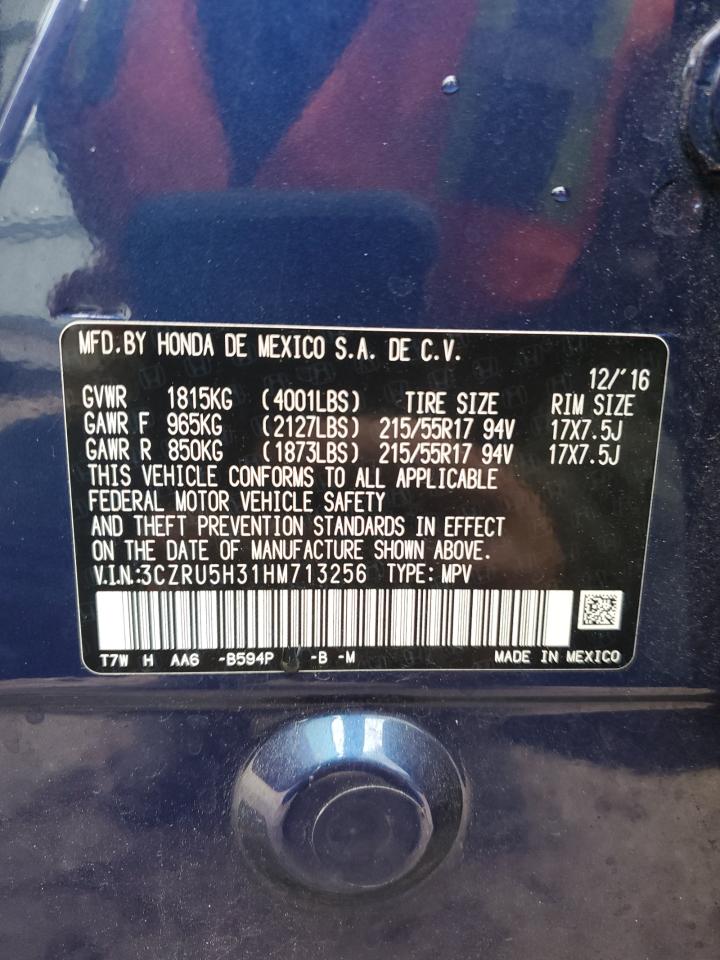 MFD.BY HONDA DE MEXICO S.A. DE C.V.
12/'16
GVWR 1815KG (4001LBS) TIRE SIZE RIM SIZE
GAWR F 965KG (2127LBS) 215/55R17 94V 17X7.5J
GAWR R 850KG (1873LBS) 215/55R17 94V 17X7.5J
THIS VEHICLE CONFORMS TO ALL APPLICABLE
FEDERAL MOTOR VEHICLE SAFETY
AND THEFT PREVENTION STANDARDS IN EFFECT
ON THE DATE OF MANUFACTURE SHOWN ABOVE.
V.I.N:3CZRU5H31HM713256 TYPE: MPV
T7W H AA6 -B594P -B -M MADE IN MEXICO